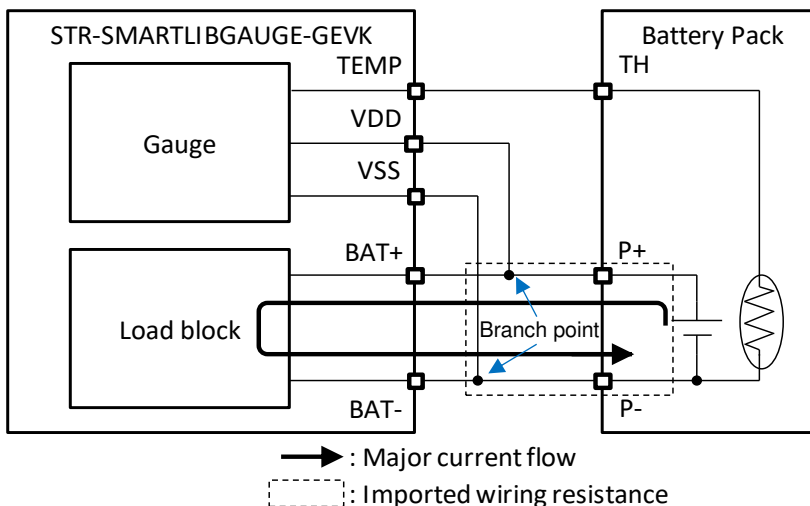 STR-SMARTLIBGAUGE-GEVK
Battery Pack
TEMP
TH
VDD
Gauge
VSS
BAT+
P+
Load block
Branch point
BAT-
P-
: Major current flow
: Imported wiring resistance